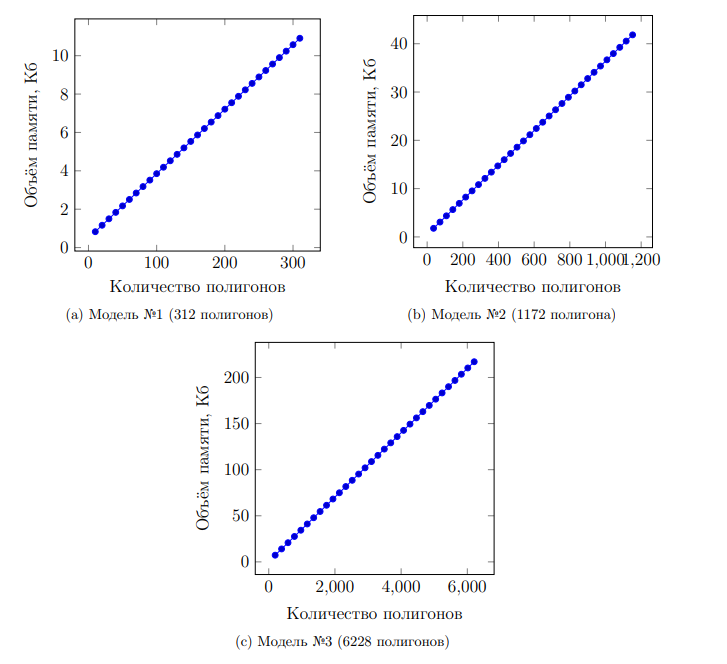 10
8
6
4
2
0
0 100 200 300
Объём памяти, Кб
Количество полигонов
(a) Модель №1 (312 полигонов)
40
30
20
10
0
0 200 400 600 800 1,000 1,200
Объём памяти, Кб
Количество полигонов
(b) Модель №2 (1172 полигона)
200
150
100
50
0
0 2,000 4,000 6,000
Объём памяти, Кб
Количество полигонов
(c) Модель №3 (6228 полигонов)